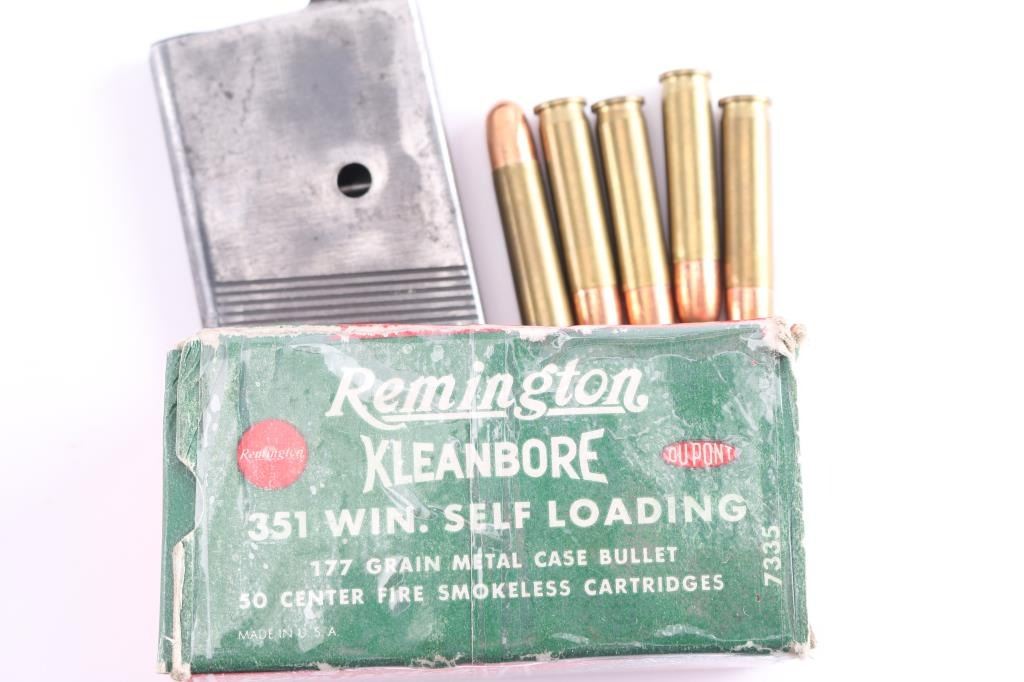 Remington
KLEANBORE
Remington
DU PONT
351 WIN. SELF LOADING
177 GRAIN METAL CASE BULLET
50 CENTER FIRE SMOKELESS CARTRIDGES
7335
MADE IN U.S.A.